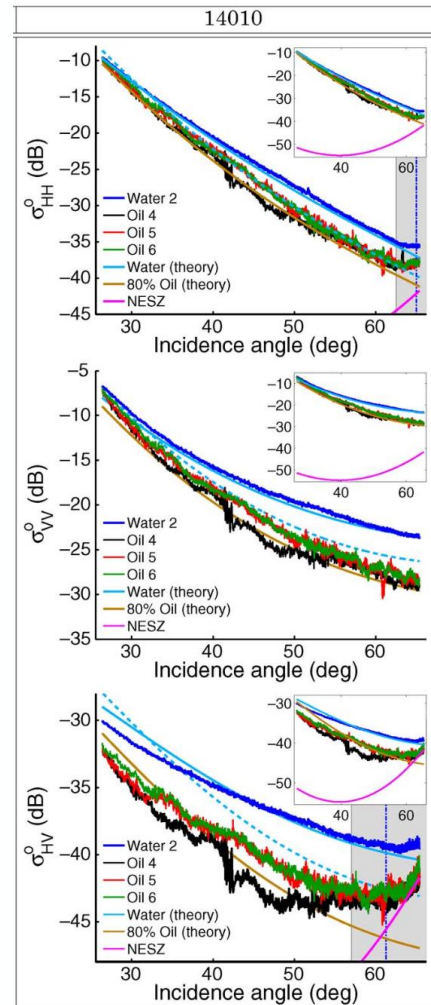 14010
−10
−15
−20
−25
−30
−35
−40
−45
σ°HH (dB)
−10
−20
−30
−40
−50
40
60
Water 2
Oil 4
Oil 5
Oil 6
Water (theory)
80% Oil (theory)
NESZ
30 40 50 60
Incidence angle (deg)
−5
−10
−15
−20
−25
−30
−35
σ°VV (dB)
−10
−20
−30
−40
−50
40
60
Water 2
Oil 4
Oil 5
Oil 6
Water (theory)
80% Oil (theory)
NESZ
30 40 50 60
Incidence angle (deg)
−30
−35
−40
−45
σ°HV (dB)
−30
−40
−50
40
60
Water 2
Oil 4
Oil 5
Oil 6
Water (theory)
80% Oil (theory)
NESZ
30 40 50 60
Incidence angle (deg)